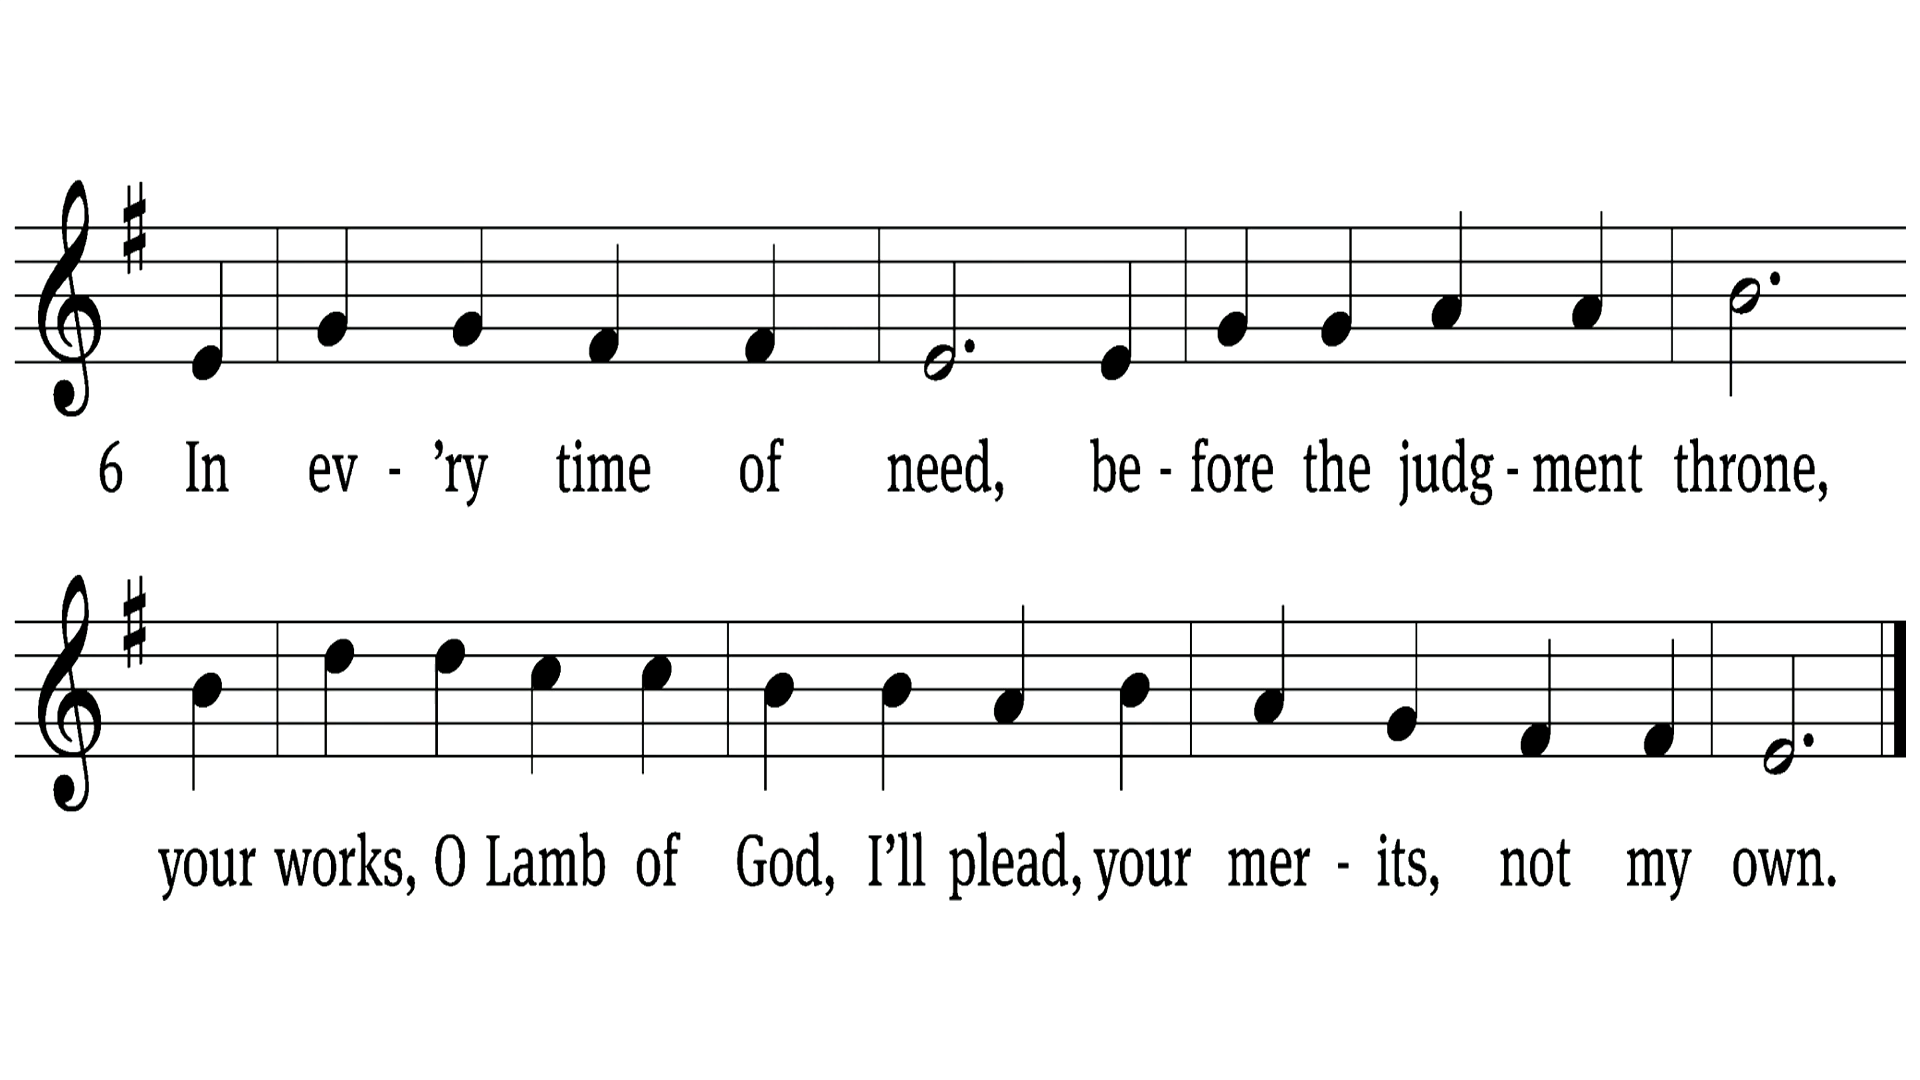 6 In ev - ’ry time of need, be - fore the judg - ment throne,
your works, O Lamb of God, I’ll plead, your mer - its, not my own.